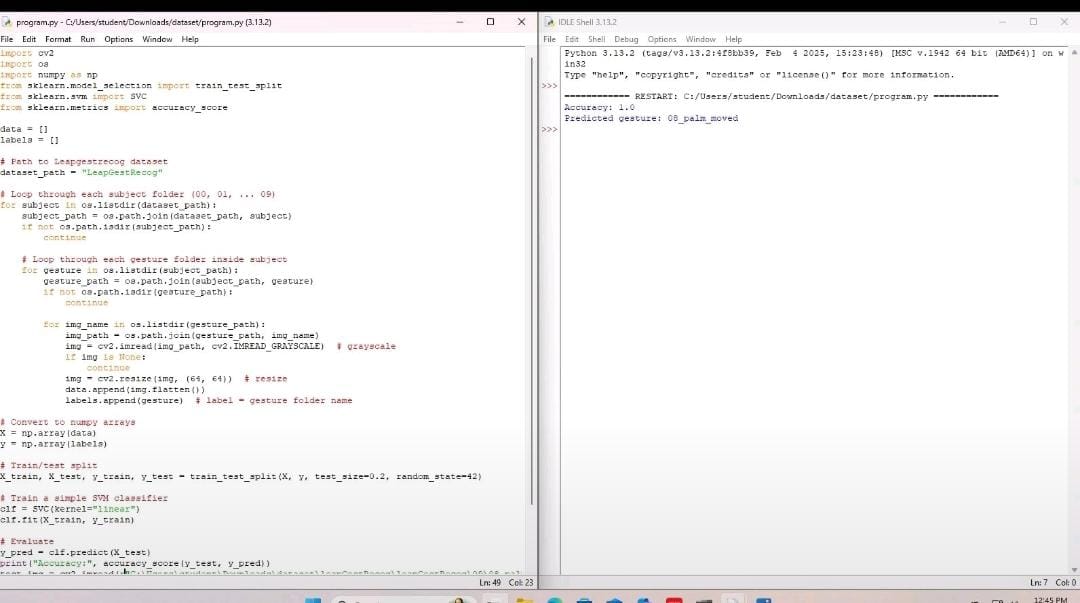 program.py - C:/Users/student/Downloads/dataset/program.py (3.13.2)
File Edit Format Run Options Window Help
import cv2
import os
import numpy as np
from sklearn.model_selection import train_test_split
from sklearn.svm import SVC
from sklearn.metrics import accuracy_score
data = []
labels = []
# Path to Leapgestrecog dataset
dataset_path = "LeapGestRecog"
# Loop through each subject folder (00, 01, ... 09)
for subject in os.listdir(dataset_path):
    subject_path = os.path.join(dataset_path, subject)
    if not os.path.isdir(subject_path):
        continue
    # Loop through each gesture folder inside subject
    for gesture in os.listdir(subject_path):
        gesture_path = os.path.join(subject_path, gesture)
        if not os.path.isdir(gesture_path):
            continue
        for img_name in os.listdir(gesture_path):
            img_path = os.path.join(gesture_path, img_name)
            img = cv2.imread(img_path, cv2.IMREAD_GRAYSCALE)  # grayscale
            if img is None:
                continue
            img = cv2.resize(img, (64, 64))  # resize
            data.append(img.flatten())
            labels.append(gesture)  # label = gesture folder name
# Convert to numpy arrays
X = np.array(data)
y = np.array(labels)
# Train/test split
X_train, X_test, y_train, y_test = train_test_split(X, y, test_size=0.2, random_state=42)
# Train a simple SVM classifier
clf = SVC(kernel="linear")
clf.fit(X_train, y_train)
# Evaluate
y_pred = clf.predict(X_test)
print("Accuracy:", accuracy_score(y_test, y_pred))
Ln: 49 Col: 23
IDLE Shell 3.13.2
File Edit Shell Debug Options Window Help
Python 3.13.2 (tags/v3.13.2:4f8bb39, Feb  4 2025, 15:23:48) [MSC v.1942 64 bit (AMD64)] on w
in32
Type "help", "copyright", "credits" or "license()" for more information.
>>>
============ RESTART: C:/Users/student/Downloads/dataset/program.py ============
Accuracy: 1.0
Predicted gesture: 08_palm_moved
>>>
Ln: 7 Col: 0
12:45 PM